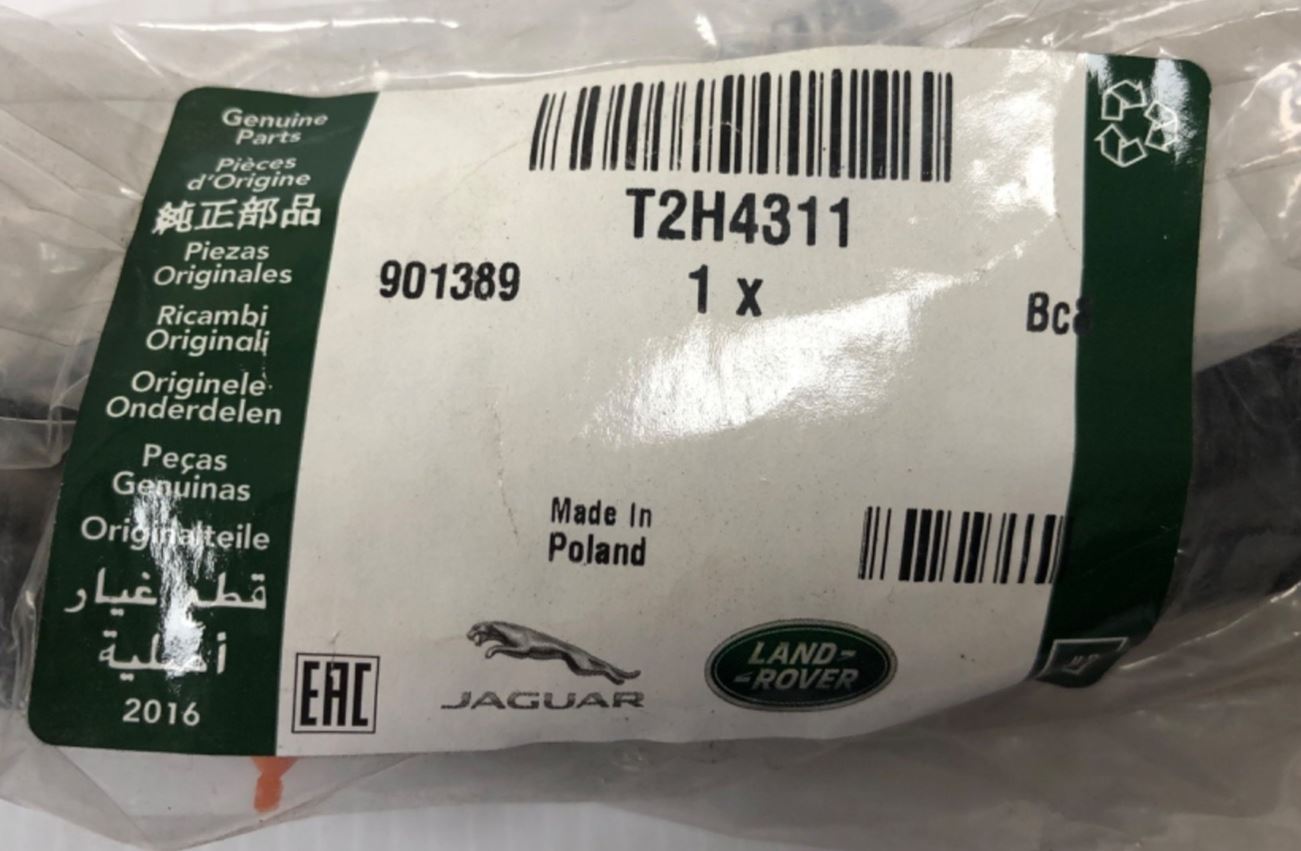 Genuine
Parts
Pièces
d'Origine
純正部品
Piezas
Originales
Ricambi
Originali
Originele
Onderdelen
Peças
Genuinas
Originalteile
قطع غيار
أصلية
2016
T2H4311
901389
1 x
Bc8
Made In
Poland
EAC
JAGUAR
LAND-
-ROVER